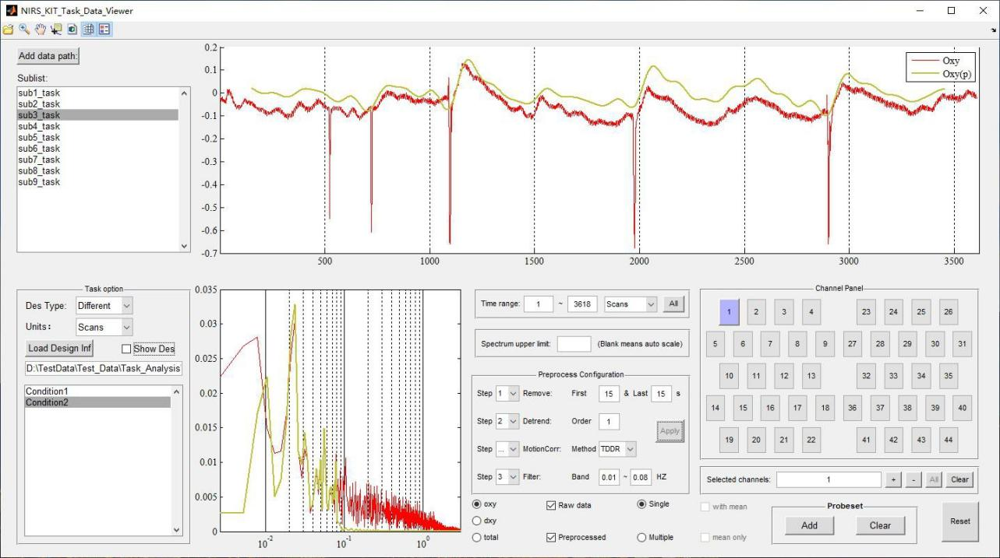 NIRS_KIT_Task_Data_Viewer
Add data path:
Sublist:
sub1_task
sub2_task
sub3_task
sub4_task
sub5_task
sub6_task
sub7_task
sub8_task
sub9_task
0.2
0.1
0
-0.1
-0.2
-0.3
-0.4
-0.5
-0.6
-0.7
500 1000 1500 2000 2500 3000 3500
Oxy
Oxy(p)
Task option
Des Type: Different
Units: Scans
Load Design Inf Show Des
D:\TestData\Test_Data\Task_Analysis
Condition1
Condition2
0.035
0.03
0.025
0.02
0.015
0.01
0.005
0
10^-2 10^-1 10^0
Time range: 1 ~ 3618 Scans All
Spectrum upper limit: (Blank means auto scale)
Preprocess Configuration
Step 1 Remove: First 15 & Last 15 s
Step 2 Detrend: Order 1
Apply
Step ... MotionCorr: Method TDDR
Step 3 Filter: Band 0.01 ~ 0.08 HZ
oxy Raw data Single with mean
dxy
total Preprocessed Multiple mean only
Channel Panel
1 2 3 4 23 24 25 26
5 6 7 8 9 27 28 29 30 31
10 11 12 13 32 33 34 35
14 15 16 17 18 36 37 38 39 40
19 20 21 22 41 42 43 44
Selected channels: 1 + - All Clear
Probeset
Add Clear
Reset